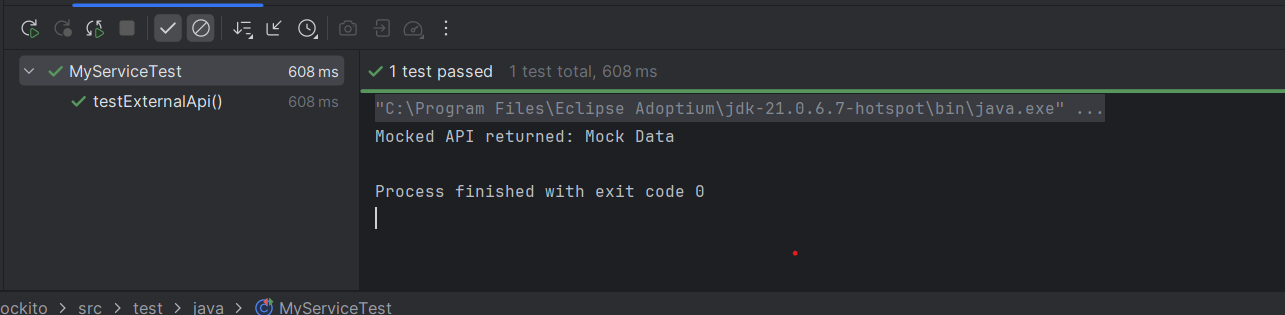 MyServiceTest 608 ms
testExternalApi() 608 ms
1 test passed 1 test total, 608 ms
"C:\Program Files\Eclipse Adoptium\jdk-21.0.6.7-hotspot\bin\java.exe" ...
Mocked API returned: Mock Data
Process finished with exit code 0
ockito > src > test > java > MyServiceTest